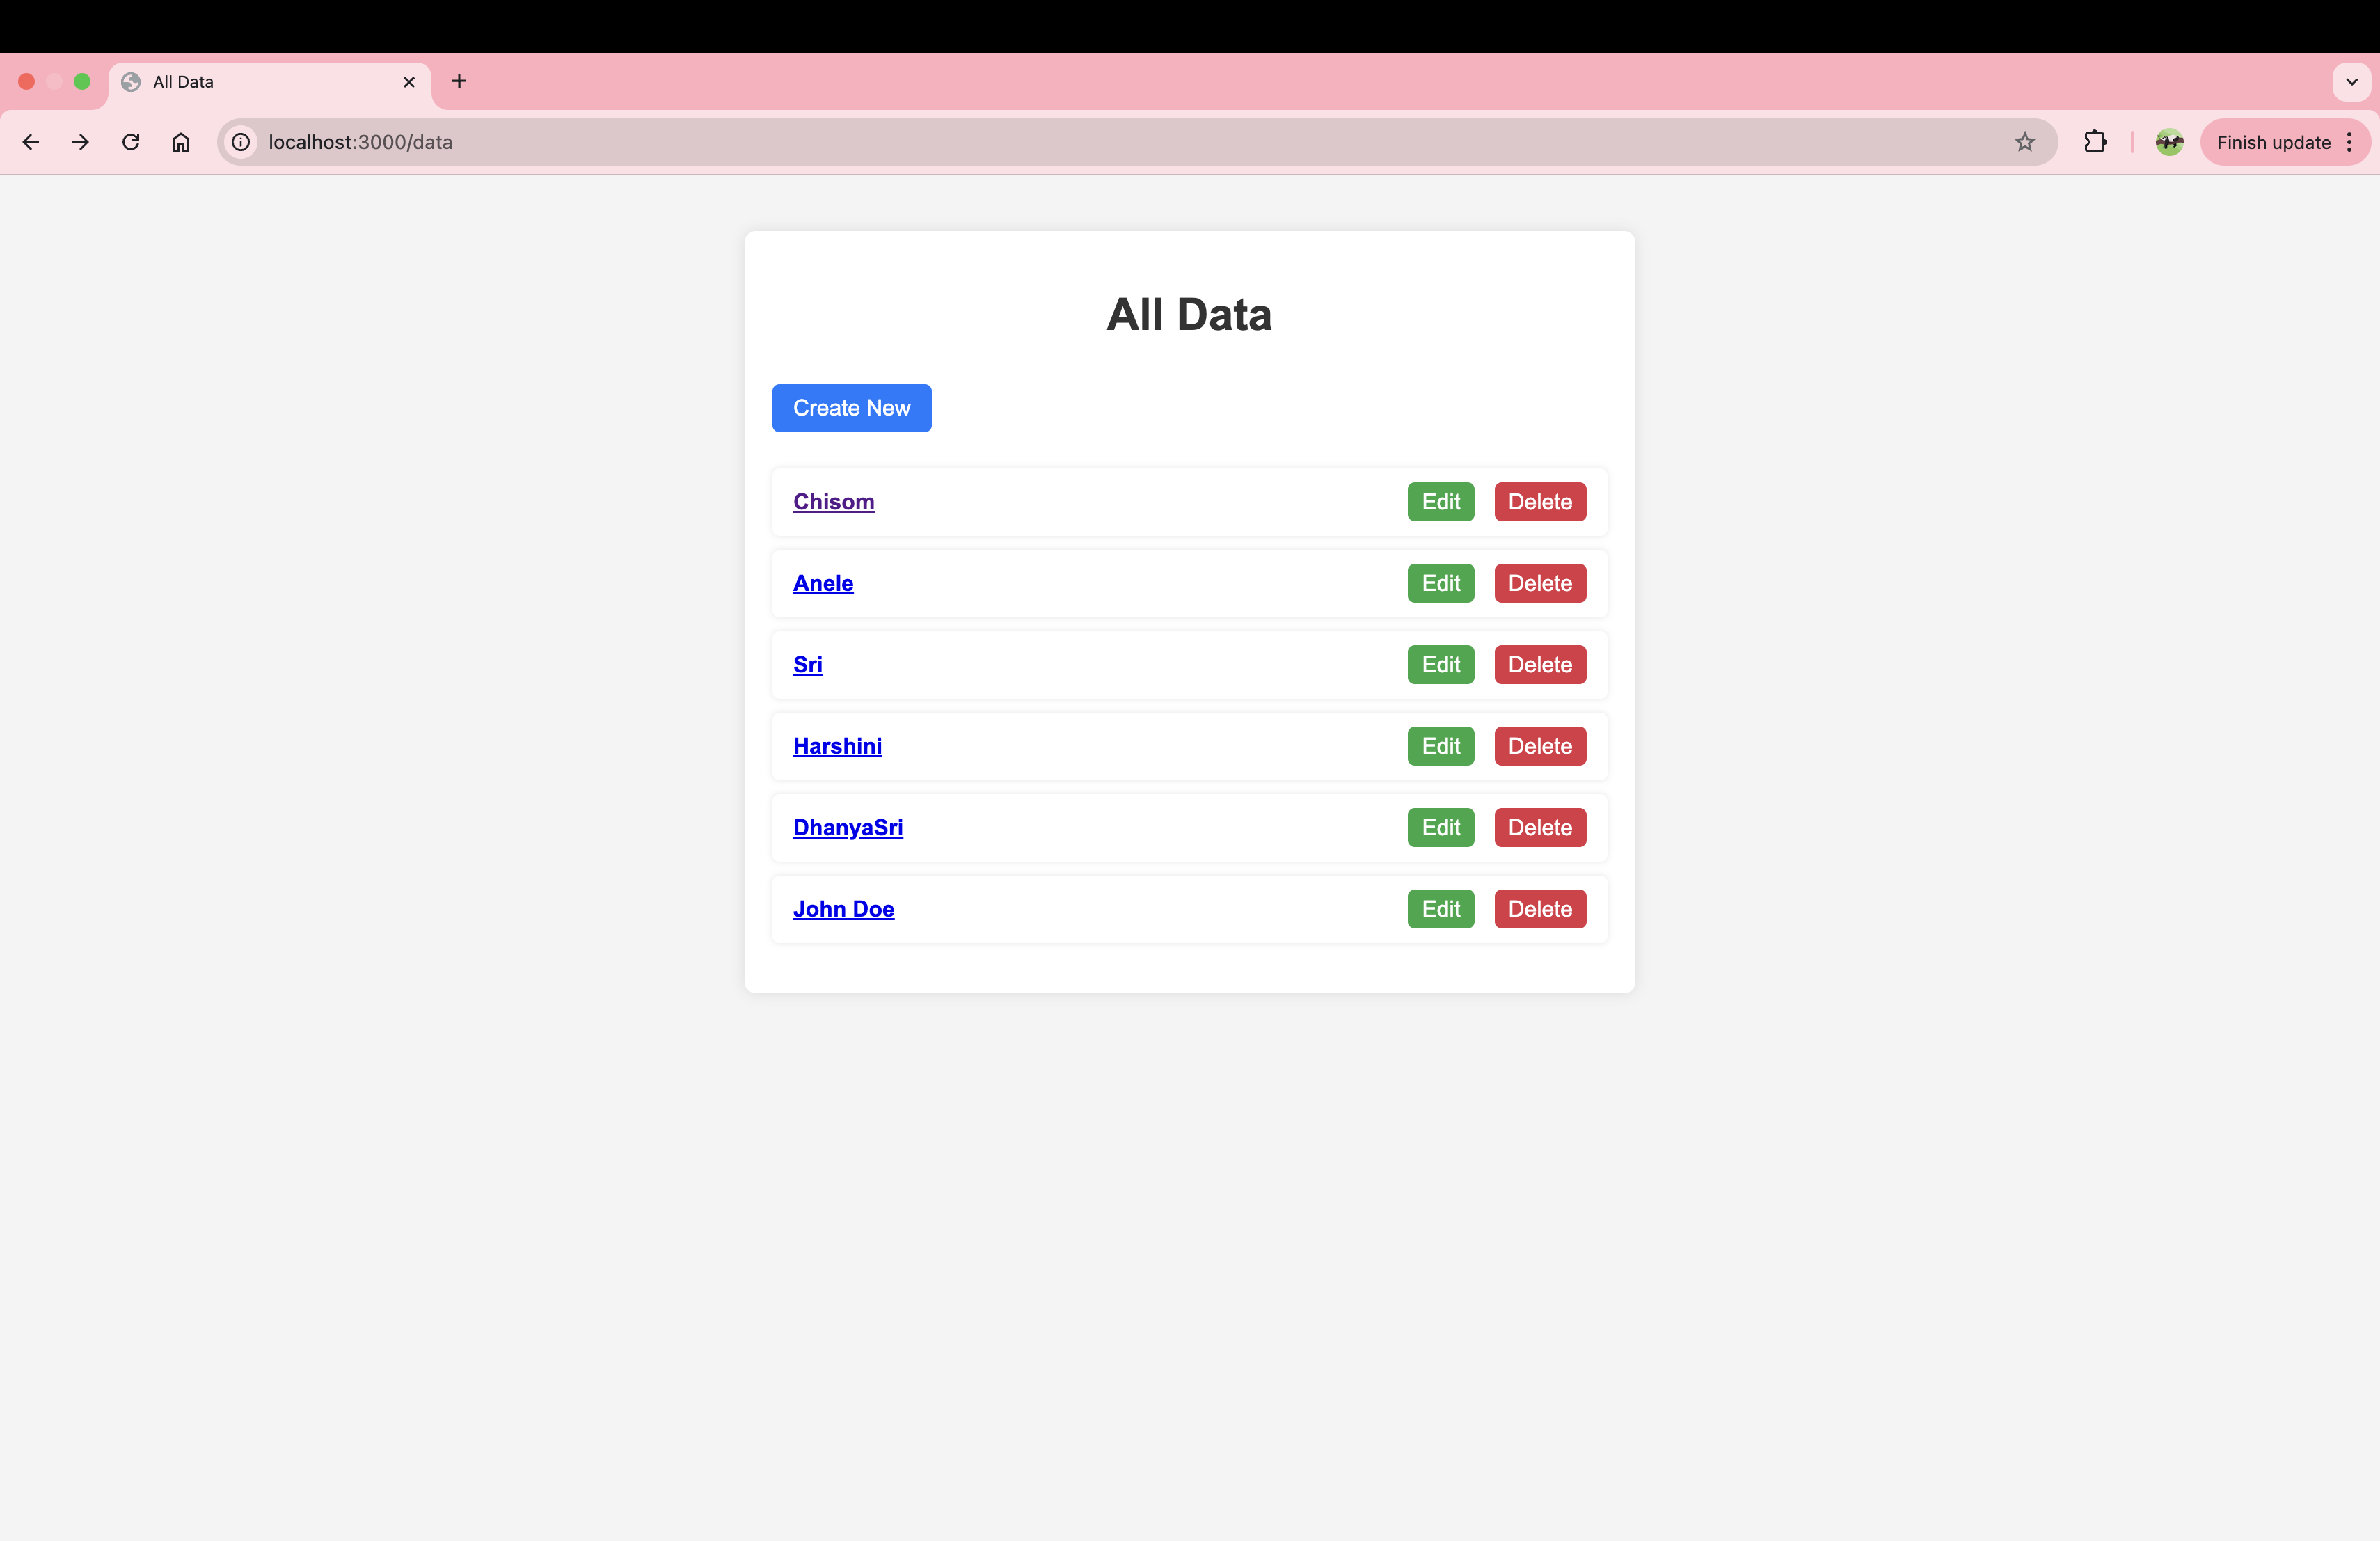 All Data
localhost:3000/data
Finish update
All Data
Create New
Chisom Edit Delete
Anele Edit Delete
Sri Edit Delete
Harshini Edit Delete
DhanyaSri Edit Delete
John Doe Edit Delete